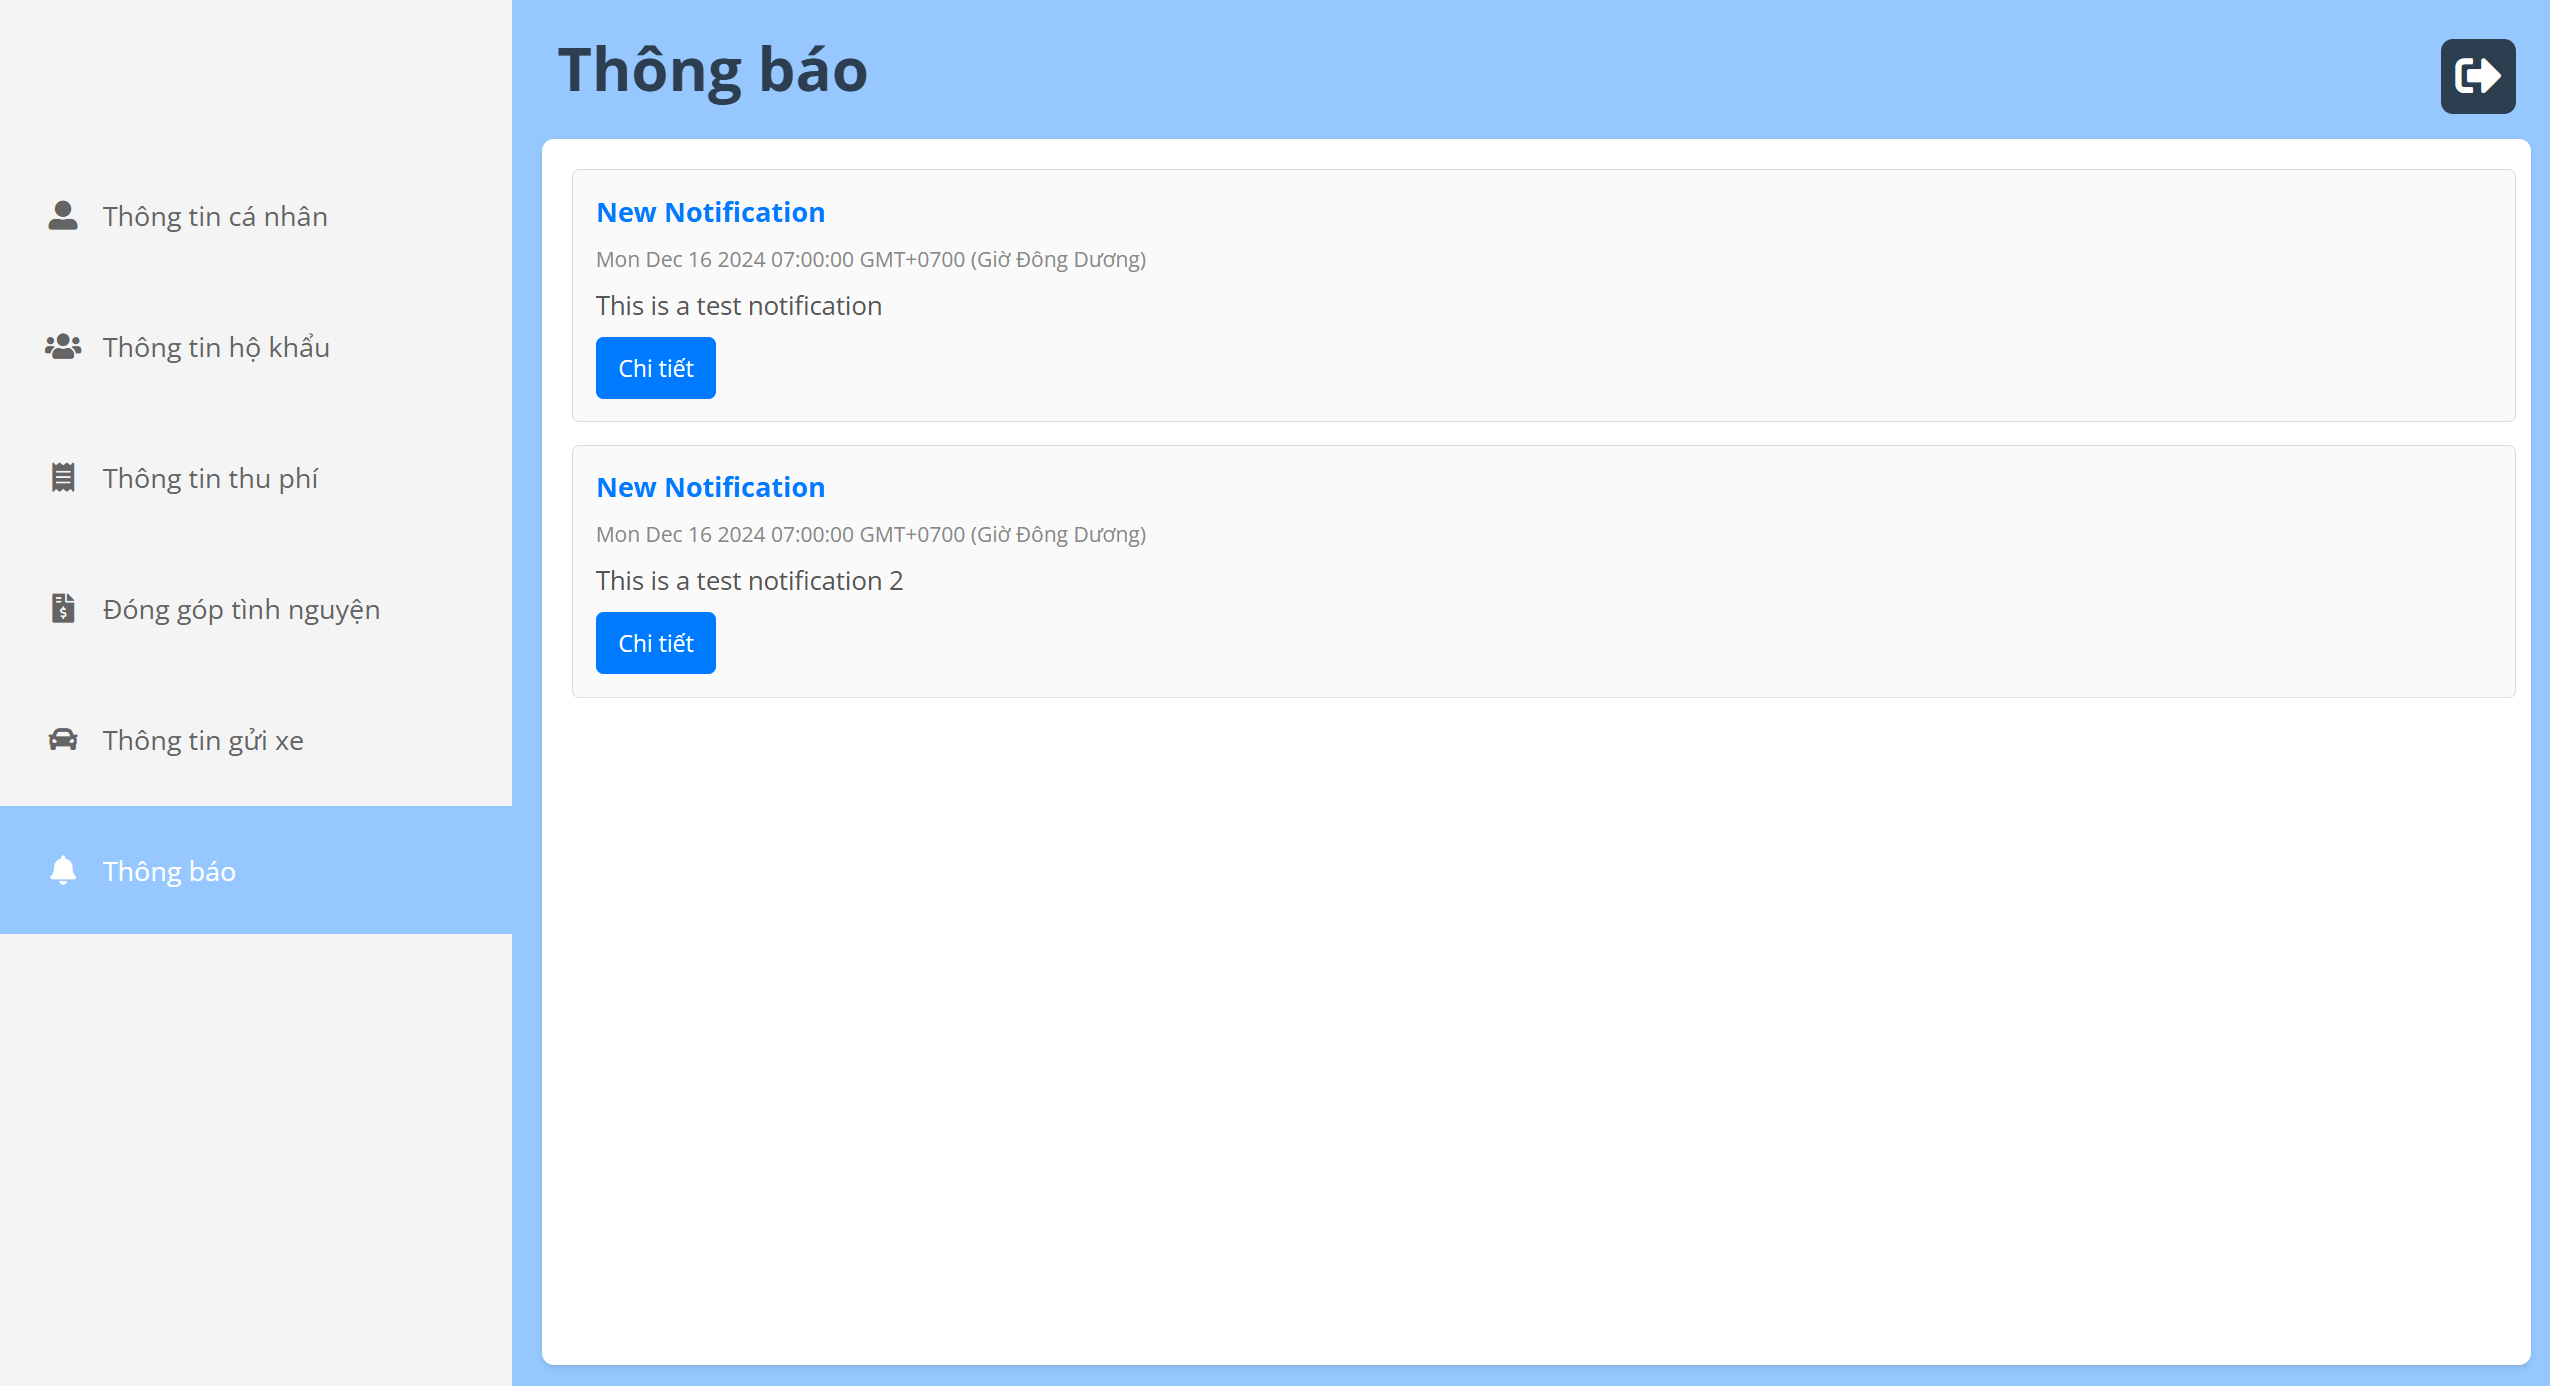 Thông báo
Thông tin cá nhân
Thông tin hộ khẩu
Thông tin thu phí
Đóng góp tình nguyện
Thông tin gửi xe
Thông báo
New Notification
Mon Dec 16 2024 07:00:00 GMT+0700 (Giờ Đông Dương)
This is a test notification
Chi tiết
New Notification
Mon Dec 16 2024 07:00:00 GMT+0700 (Giờ Đông Dương)
This is a test notification 2
Chi tiết